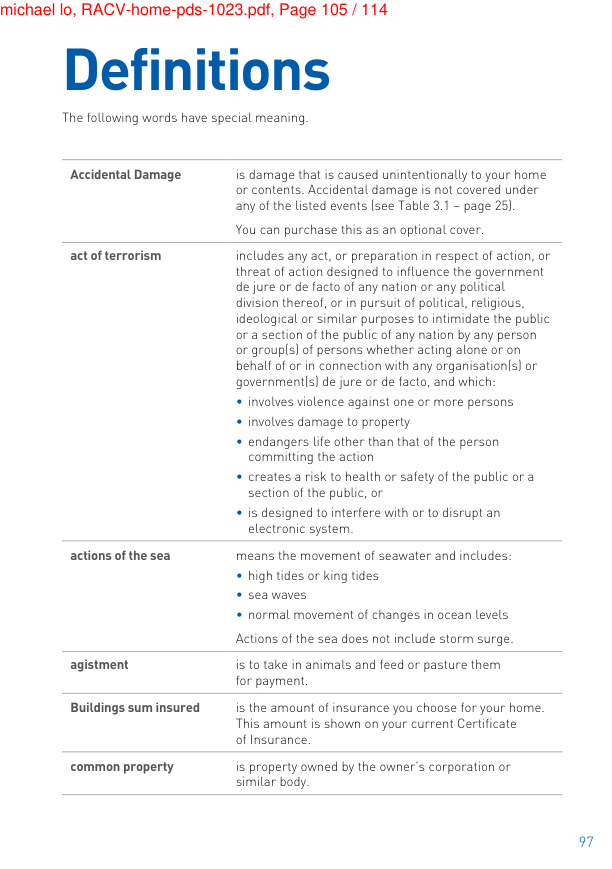 michael lo, RACV-home-pds-1023.pdf, Page 105 / 114
Definitions
The following words have special meaning.
Accidental Damage
is damage that is caused unintentionally to your home
or contents. Accidental damage is not covered under
any of the listed events (see Table 3.1 – page 25).
You can purchase this as an optional cover.
act of terrorism
includes any act, or preparation in respect of action, or
threat of action designed to influence the government
de jure or de facto of any nation or any political
division thereof, or in pursuit of political, religious,
ideological or similar purposes to intimidate the public
or a section of the public of any nation by any person
or group(s) of persons whether acting alone or on
behalf of or in connection with any organisation(s) or
government(s) de jure or de facto, and which:
• involves violence against one or more persons
• involves damage to property
• endangers life other than that of the person
committing the action
• creates a risk to health or safety of the public or a
section of the public, or
• is designed to interfere with or to disrupt an
electronic system.
actions of the sea
means the movement of seawater and includes:
• high tides or king tides
• sea waves
• normal movement of changes in ocean levels
Actions of the sea does not include storm surge.
agistment
is to take in animals and feed or pasture them
for payment.
Buildings sum insured
is the amount of insurance you choose for your home.
This amount is shown on your current Certificate
of Insurance.
common property
is property owned by the owner's corporation or
similar body.
97